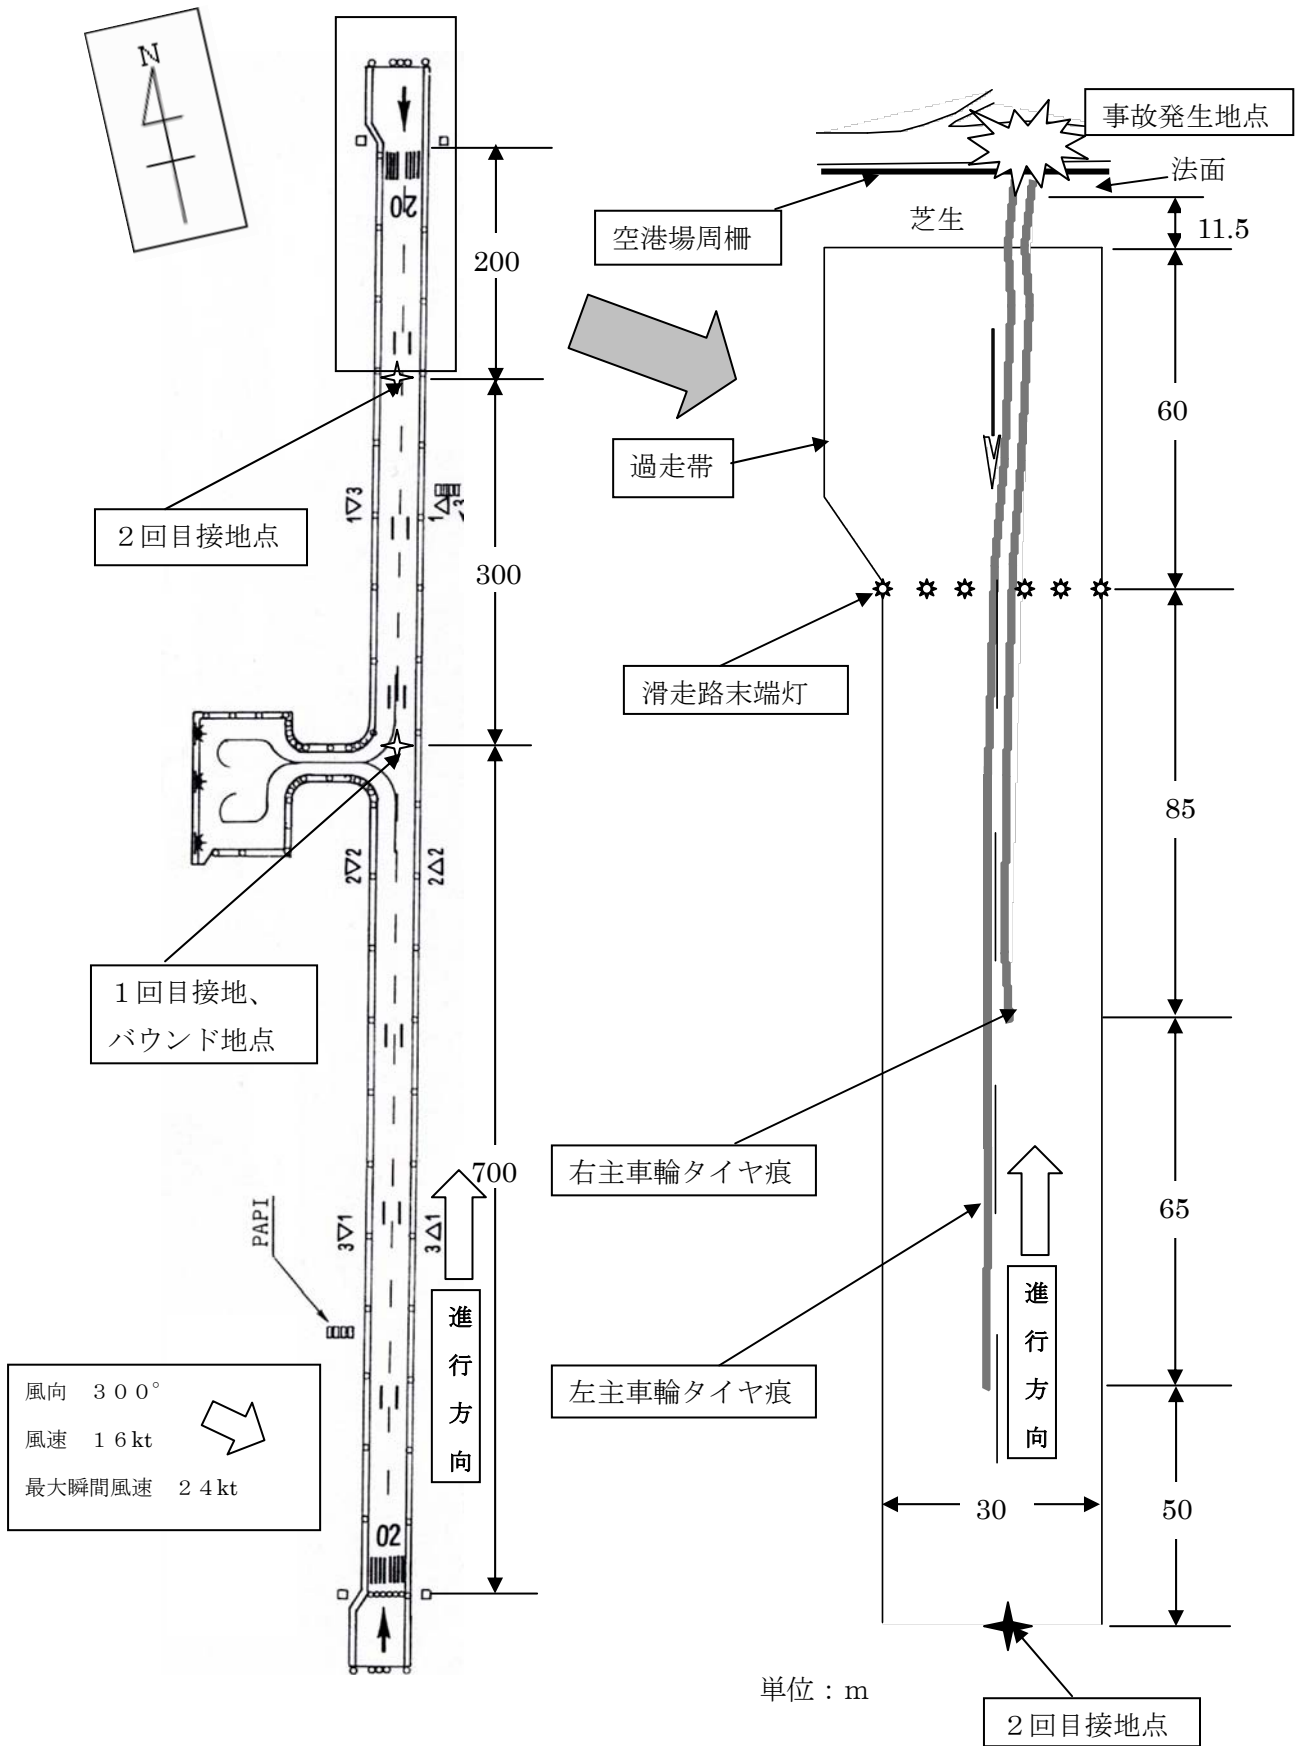 N
20
200
2回目接地点
1▽3
1△3
300
1回目接地、
バウンド地点
2▽2
2△2
700
PAPI
3▽1
3△1
進行方向
風向 300°
風速 16kt
最大瞬間風速 24kt
02
事故発生地点
法面
空港場周柵
芝生
11.5
60
過走帯
滑走路末端灯
85
右主車輪タイヤ痕
65
進行方向
左主車輪タイヤ痕
30
50
単位:m
2回目接地点